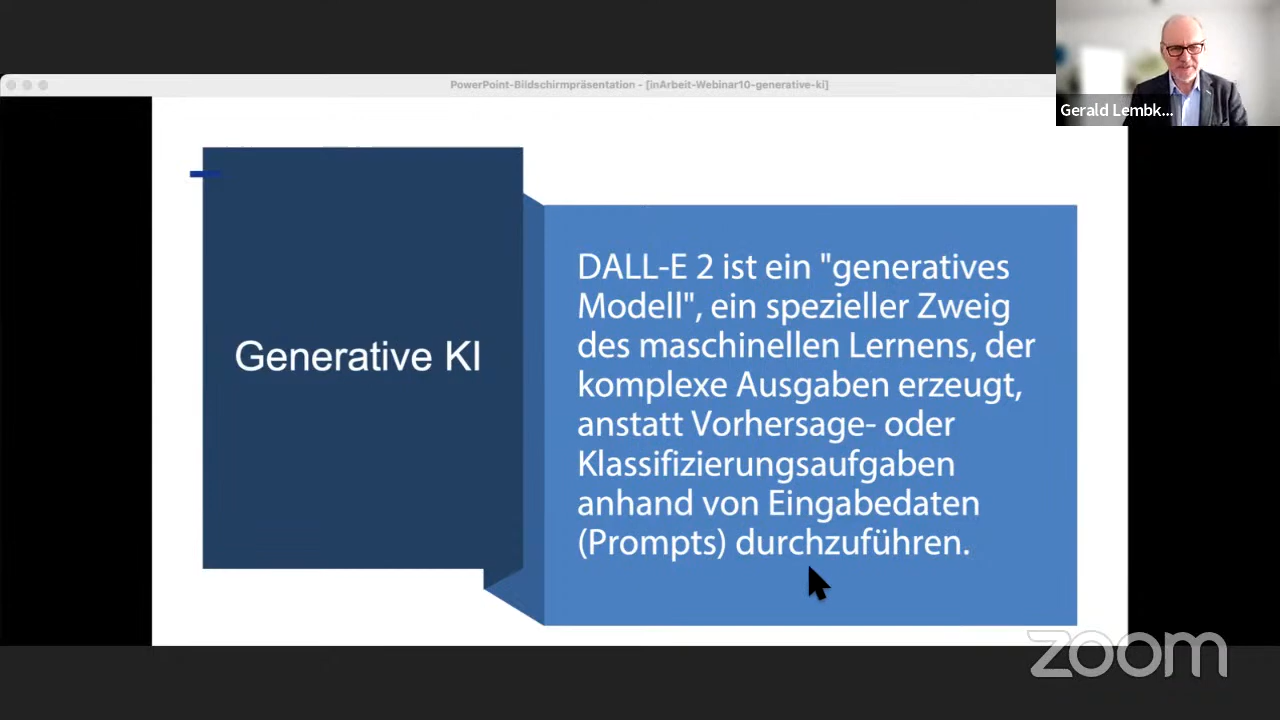 PowerPoint-Bildschirmpräsentation - [inArbeit-Webinar10-generative-ki]
Gerald Lembk...
Generative KI
DALL-E 2 ist ein "generatives
Modell", ein spezieller Zweig
des maschinellen Lernens, der
komplexe Ausgaben erzeugt,
anstatt Vorhersage- oder
Klassifizierungsaufgaben
anhand von Eingabedaten
(Prompts) durchzuführen.
zoom